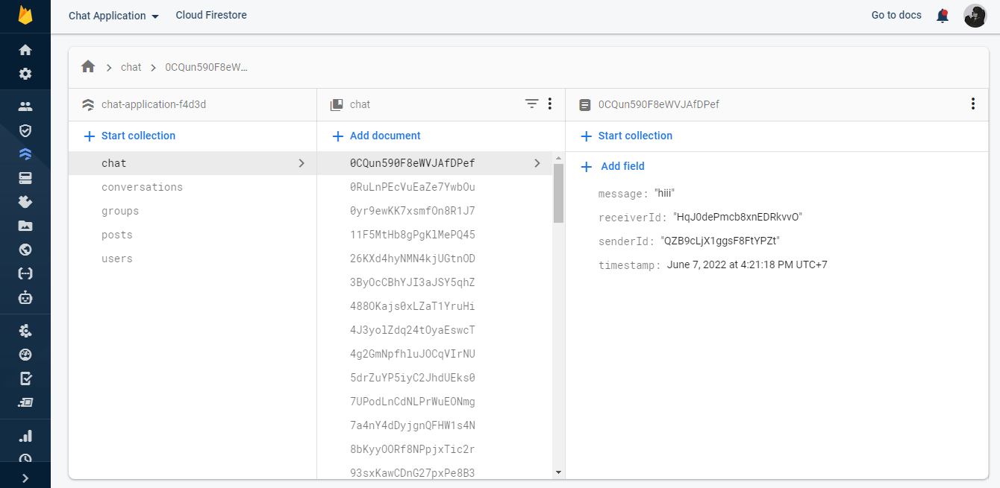 Chat Application
Cloud Firestore
Go to docs
chat
0CQun590F8eW…
chat-application-f4d3d
chat
0CQun590F8eWVJAfDPef
Start collection
Add document
Start collection
chat
conversations
groups
posts
users
0CQun590F8eWVJAfDPef
0RuLnPEcVuEaZe7YwbOu
0yr9ewKK7xsmfOn8R1J7
11F5MtHb8gPgKlMePQ45
26KXd4hyNMN4kjUGtnOD
3ByOcCBhYJI3aJSY5qhZ
488OKajs0xLZaT1YruHi
4J3yolZdq24tOyaEswcT
4g2GmNpfhluJOCqVIrNU
5drZuYP5iyC2JhdUEks0
7UPodLnCdNLPrWuEONmg
7a4nY4dDyjgnQFHW1s4N
8bKyyOORf8NPpjxTic2r
93sxKawCDnG27pxPe8B3
Add field
message: "hiii"
receiverId: "HqJ0dePmcb8xnEDRkvvO"
senderId: "QZB9cLjX1ggsF8FtYPZt"
timestamp: June 7, 2022 at 4:21:18 PM UTC+7